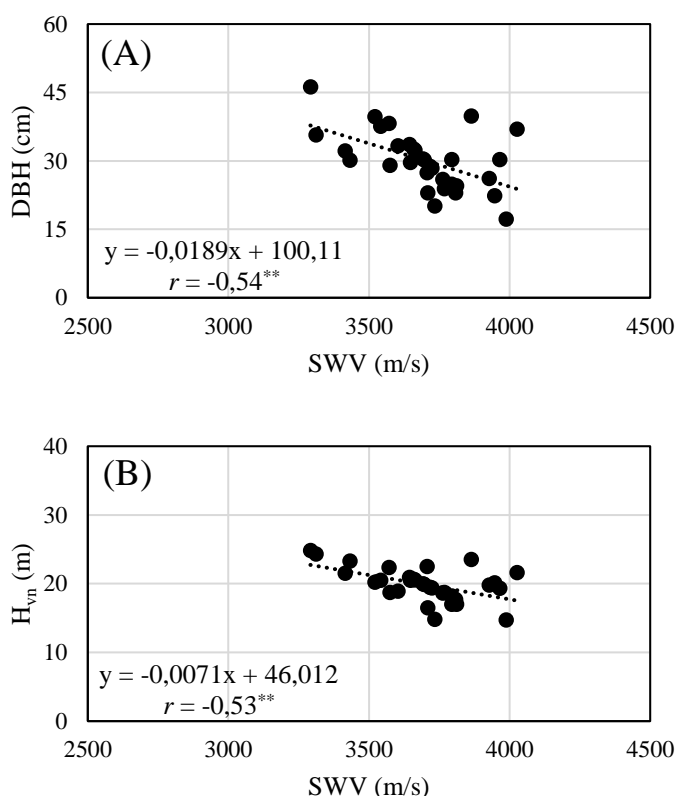 (A)
60
45
30
15
0
DBH (cm)
y = -0,0189x + 100,11
r = -0,54**
2500 3000 3500 4000 4500
SWV (m/s)
(B)
40
30
20
10
0
Hvn (m)
y = -0,0071x + 46,012
r = -0,53**
2500 3000 3500 4000 4500
SWV (m/s)